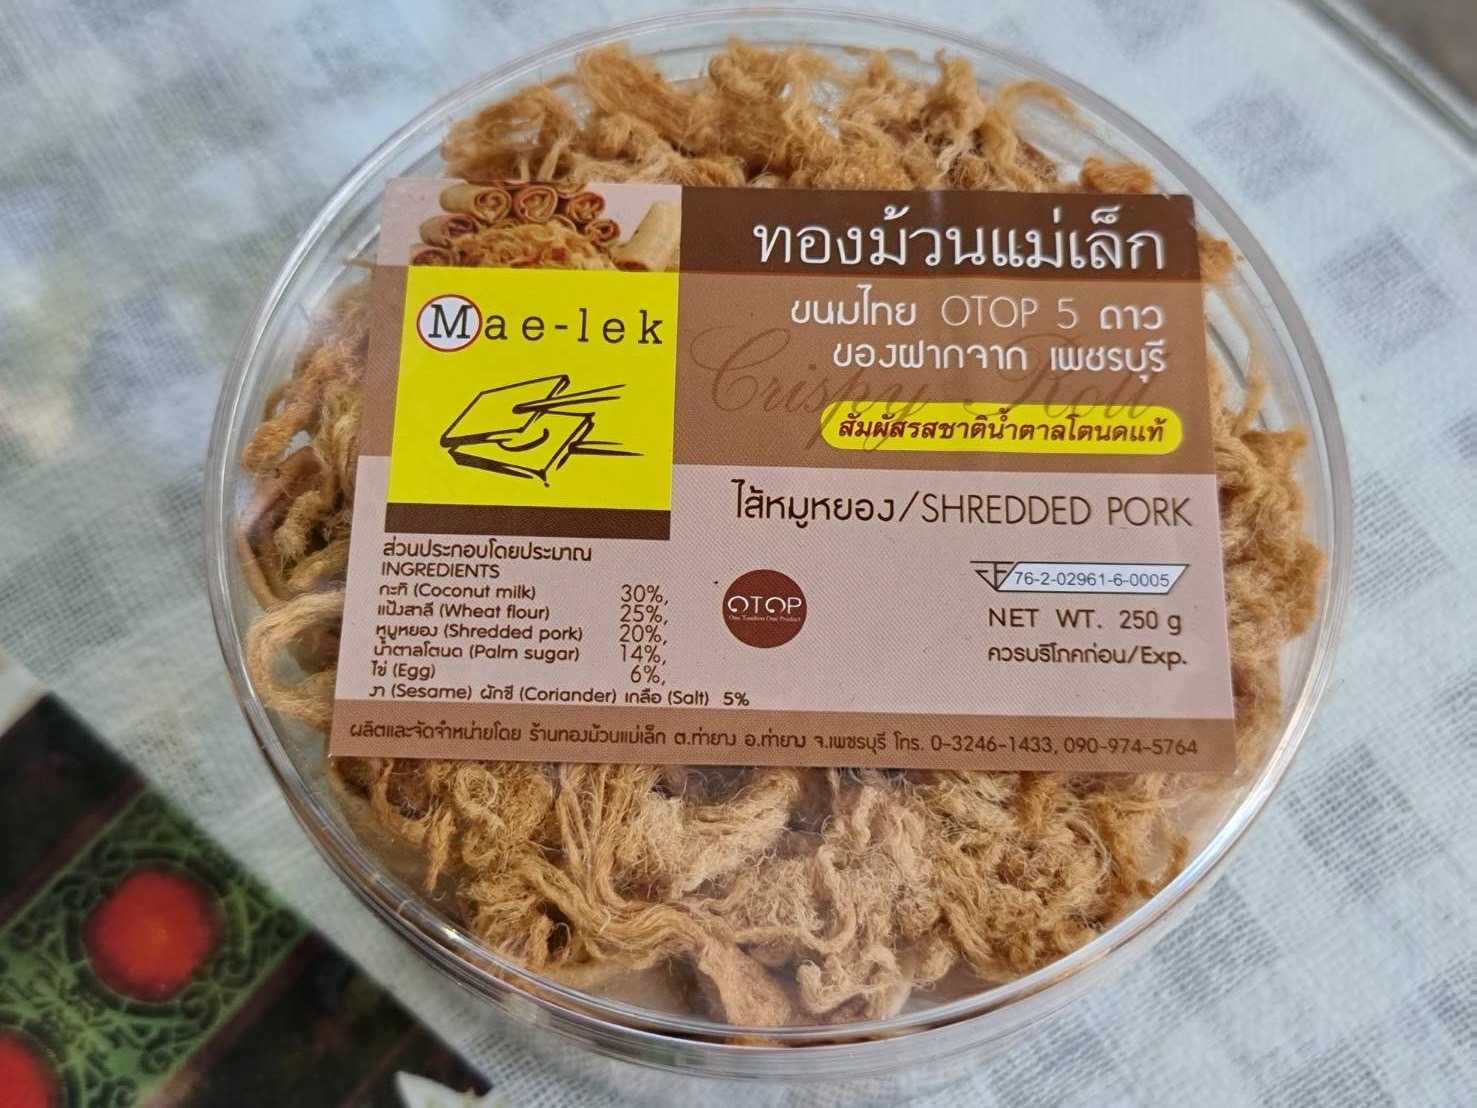 ทองม้วนแม่เล็ก
ขนมไทย OTOP 5 ดาว
ของฝากจาก เพชรบุรี
Crispy Roll
สัมผัสรสชาติน้ำตาลโตนดแท้
Mae-lek
ไส้หมูหยอง/SHREDDED PORK
ส่วนประกอบโดยประมาณ
INGREDIENTS
กะทิ (Coconut milk) 30%,
แป้งสาลี (Wheat flour) 25%,
หมูหยอง (Shredded pork) 20%,
น้ำตาลโตนด (Palm sugar) 14%,
ไข่ (Egg) 6%,
งา (Sesame) ผักชี (Coriander) เกลือ (Salt) 5%
OTOP
One Tambon One Product
76-2-02961-6-0005
NET WT. 250 g
ควรบริโภคก่อน/Exp.
ผลิตและจัดจำหน่ายโดย ร้านทองม้วนแม่เล็ก ต.ท่ายาง อ.ท่ายาง จ.เพชรบุรี โทร. 0-3246-1433, 090-974-5764